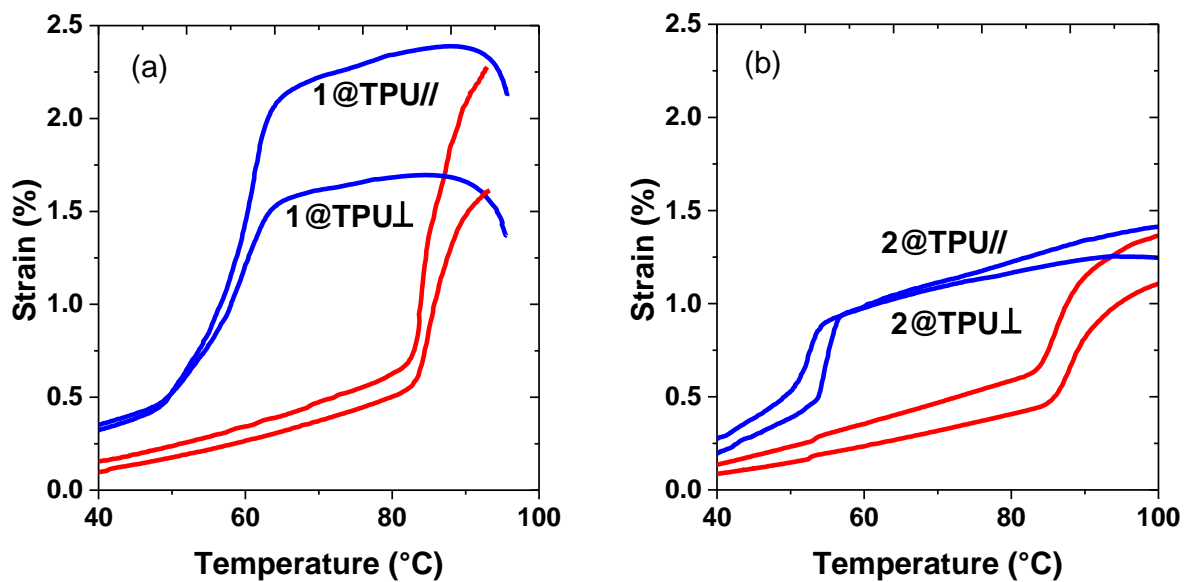 (a)
Strain (%)
2.5
2.0
1.5
1.0
0.5
0.0
1@TPU//
1@TPU⊥
40 60 80 100
Temperature (°C)
(b)
Strain (%)
2.5
2.0
1.5
1.0
0.5
0.0
2@TPU//
2@TPU⊥
40 60 80 100
Temperature (°C)